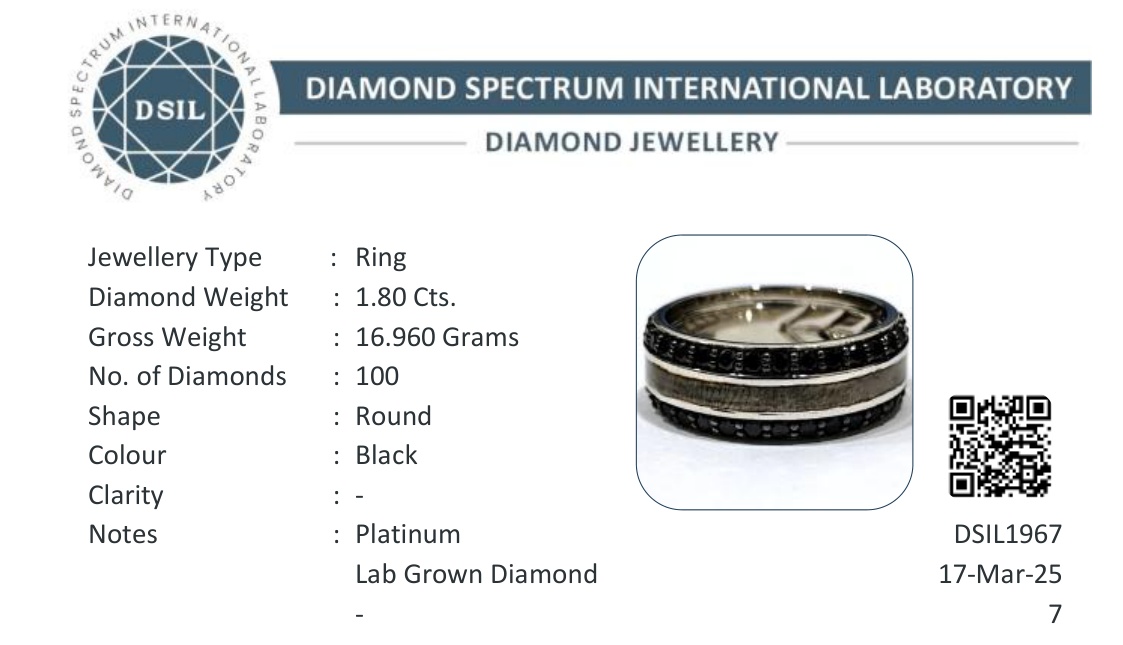 DIAMOND SPECTRUM INTERNATIONAL LABORATORY
DSIL
DIAMOND SPECTRUM INTERNATIONAL LABORATORY
DIAMOND JEWELLERY
Jewellery Type : Ring
Diamond Weight : 1.80 Cts.
Gross Weight : 16.960 Grams
No. of Diamonds : 100
Shape : Round
Colour : Black
Clarity : -
Notes : Platinum
DSIL1967
Lab Grown Diamond
17-Mar-25
-
7